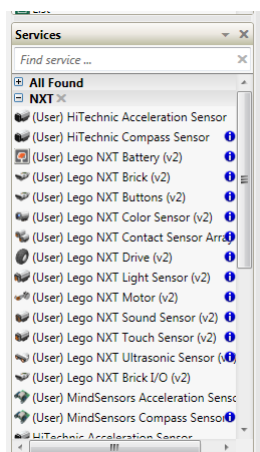 List
Services
Find service ...
All Found
NXT
(User) HiTechnic Acceleration Sensor
(User) HiTechnic Compass Sensor
(User) Lego NXT Battery (v2)
(User) Lego NXT Brick (v2)
(User) Lego NXT Buttons (v2)
(User) Lego NXT Color Sensor (v2)
(User) Lego NXT Contact Sensor Array
(User) Lego NXT Drive (v2)
(User) Lego NXT Light Sensor (v2)
(User) Lego NXT Motor (v2)
(User) Lego NXT Sound Sensor (v2)
(User) Lego NXT Touch Sensor (v2)
(User) Lego NXT Ultrasonic Sensor (v
(User) Lego NXT Brick I/O (v2)
(User) MindSensors Acceleration Senso
(User) MindSensors Compass Sensor
HiTechnic Acceleration Sensor